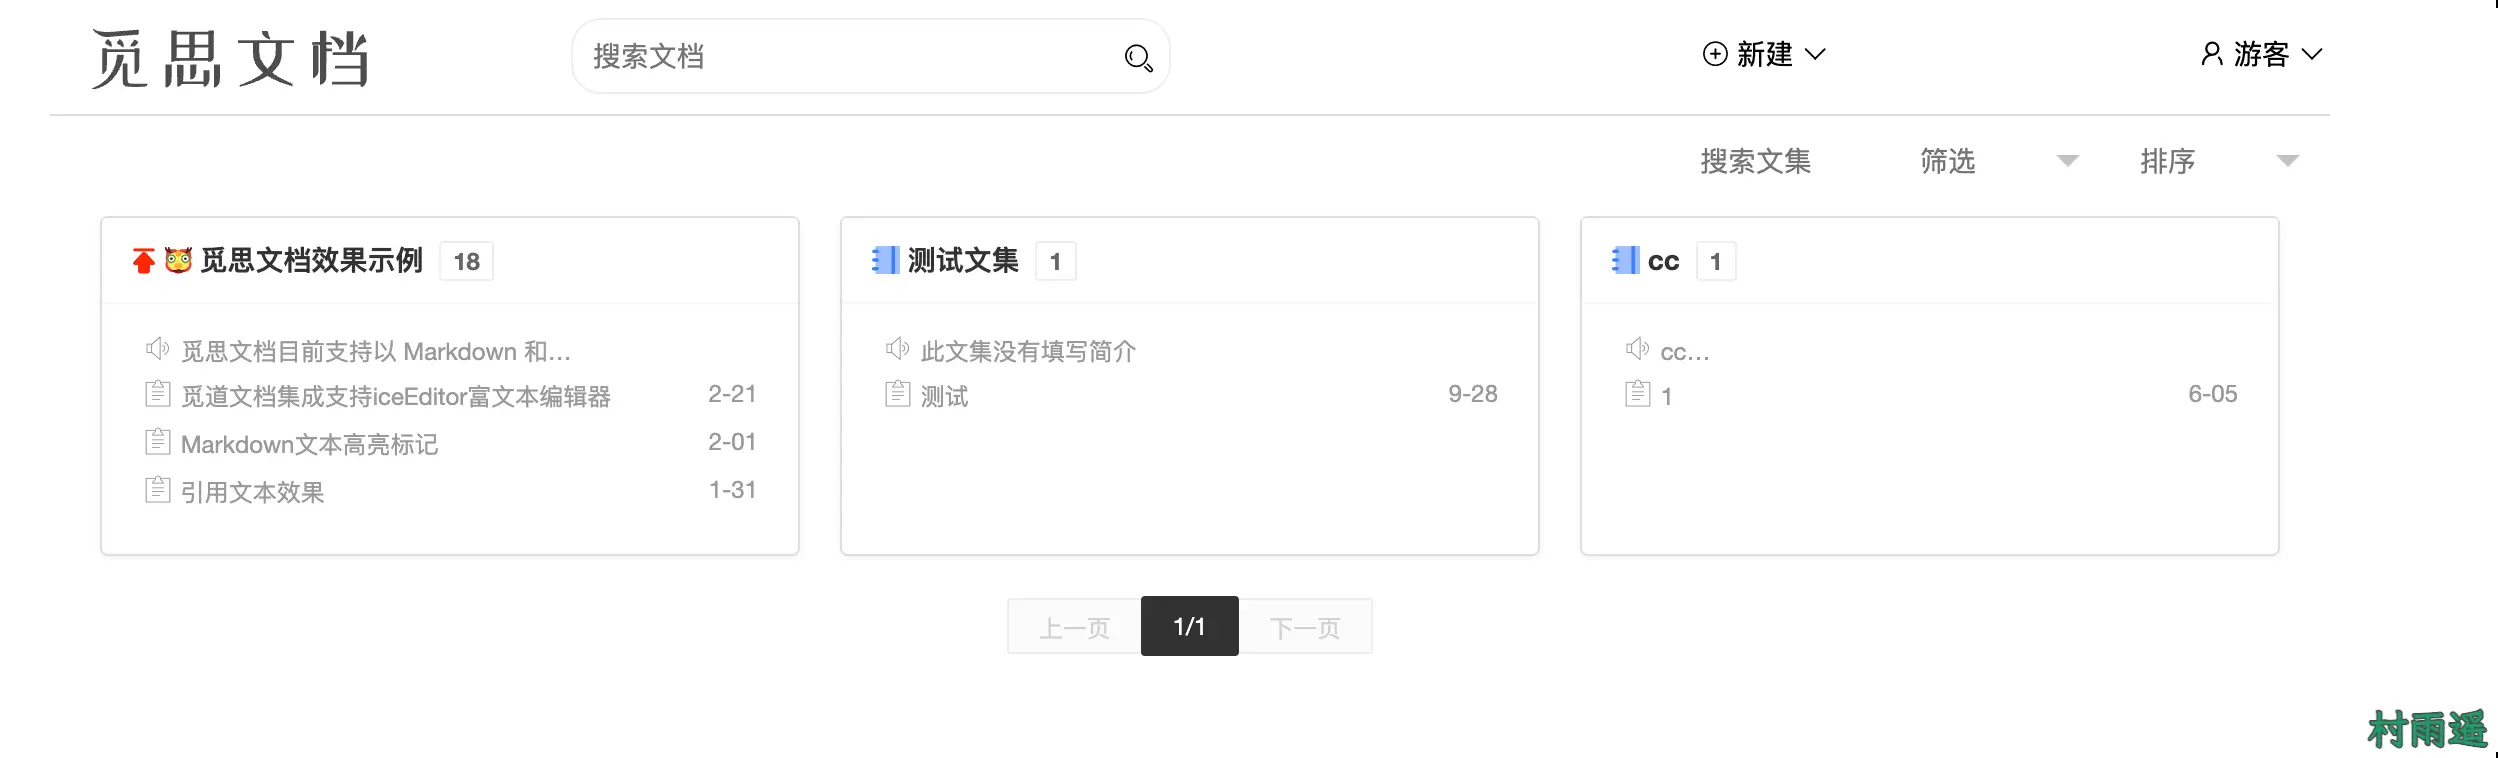 觅思文档
搜索文档
新建
游客
搜索文集
筛选
排序
觅思文档效果示例 18
觅思文档目前支持以 Markdown 和...
觅道文档集成支持iceEditor富文本编辑器 2-21
Markdown文本高亮标记 2-01
引用文本效果 1-31
测试文集 1
此文集没有填写简介
测试 9-28
cc 1
cc...
1 6-05
上一页 1/1 下一页
村雨遥